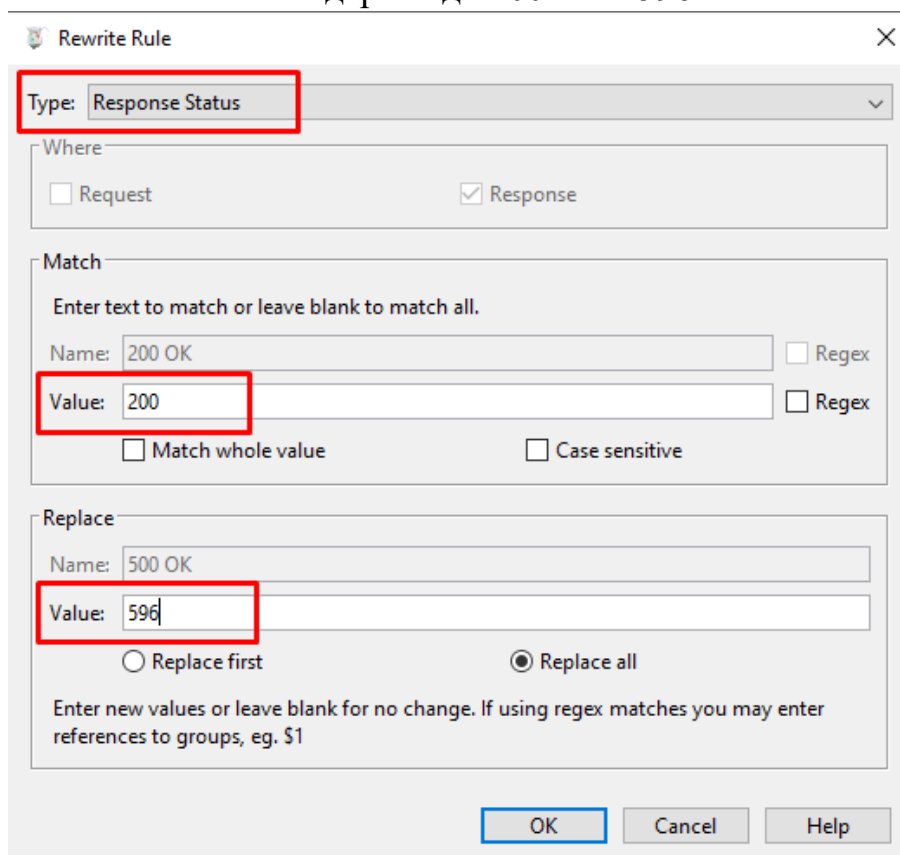 Rewrite Rule
Type: Response Status
Where
Request Response
Match
Enter text to match or leave blank to match all.
Name: 200 OK Regex
Value: 200 Regex
Match whole value Case sensitive
Replace
Name: 500 OK
Value: 596
Replace first Replace all
Enter new values or leave blank for no change. If using regex matches you may enter
references to groups, eg. $1
OK Cancel Help